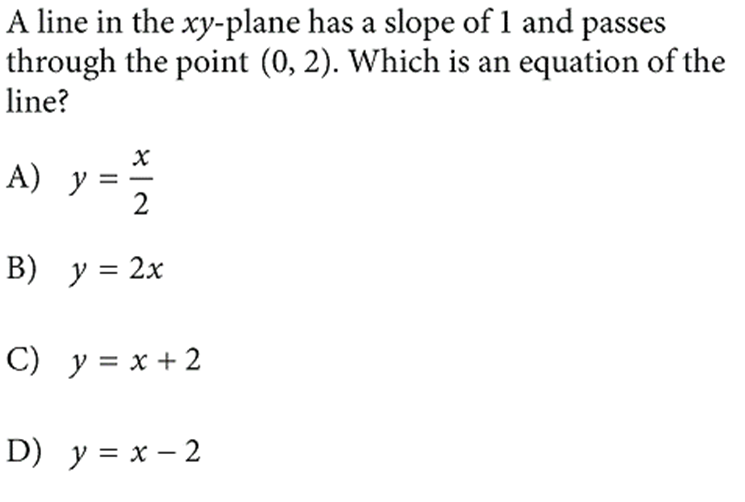 A line in the xy-plane has a slope of 1 and passes
through the point (0, 2). Which is an equation of the
line?
A) y = x/2
B) y = 2x
C) y = x + 2
D) y = x − 2